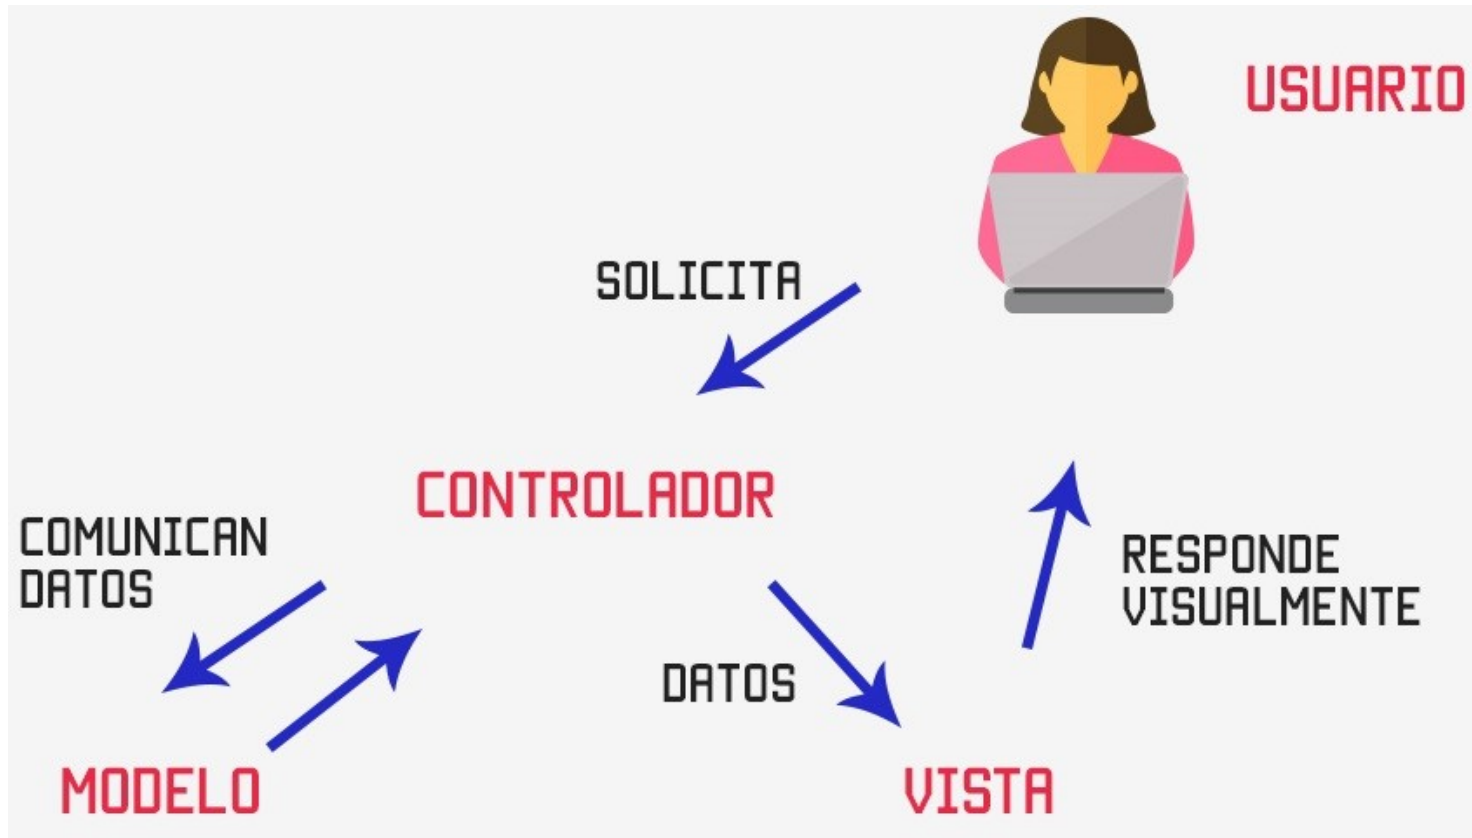 USUARIO
SOLICITA
CONTROLADOR
COMUNICAN
DATOS
RESPONDE
VISUALMENTE
DATOS
MODELO
VISTA